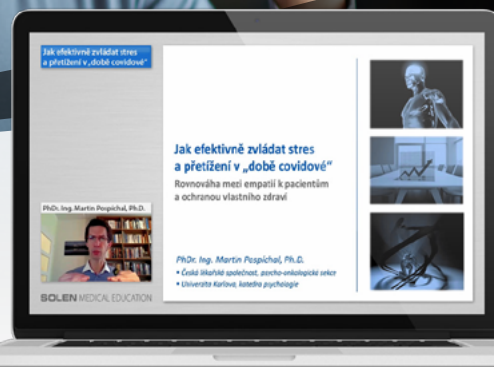 Jak efektivně zvládat stres
a přetížení v „době covidové“
Jak efektivně zvládat stres
a přetížení v „době covidové“
Rovnováha mezi empatií k pacientům
a ochranou vlastního zdraví
PhDr. Ing. Martin Pospíchal, Ph.D.
PhDr. Ing. Martin Pospíchal, Ph.D.
• Česká lékařská společnost, psycho-onkologická sekce
• Univerzita Karlova, katedra psychologie
SOLEN MEDICAL EDUCATION